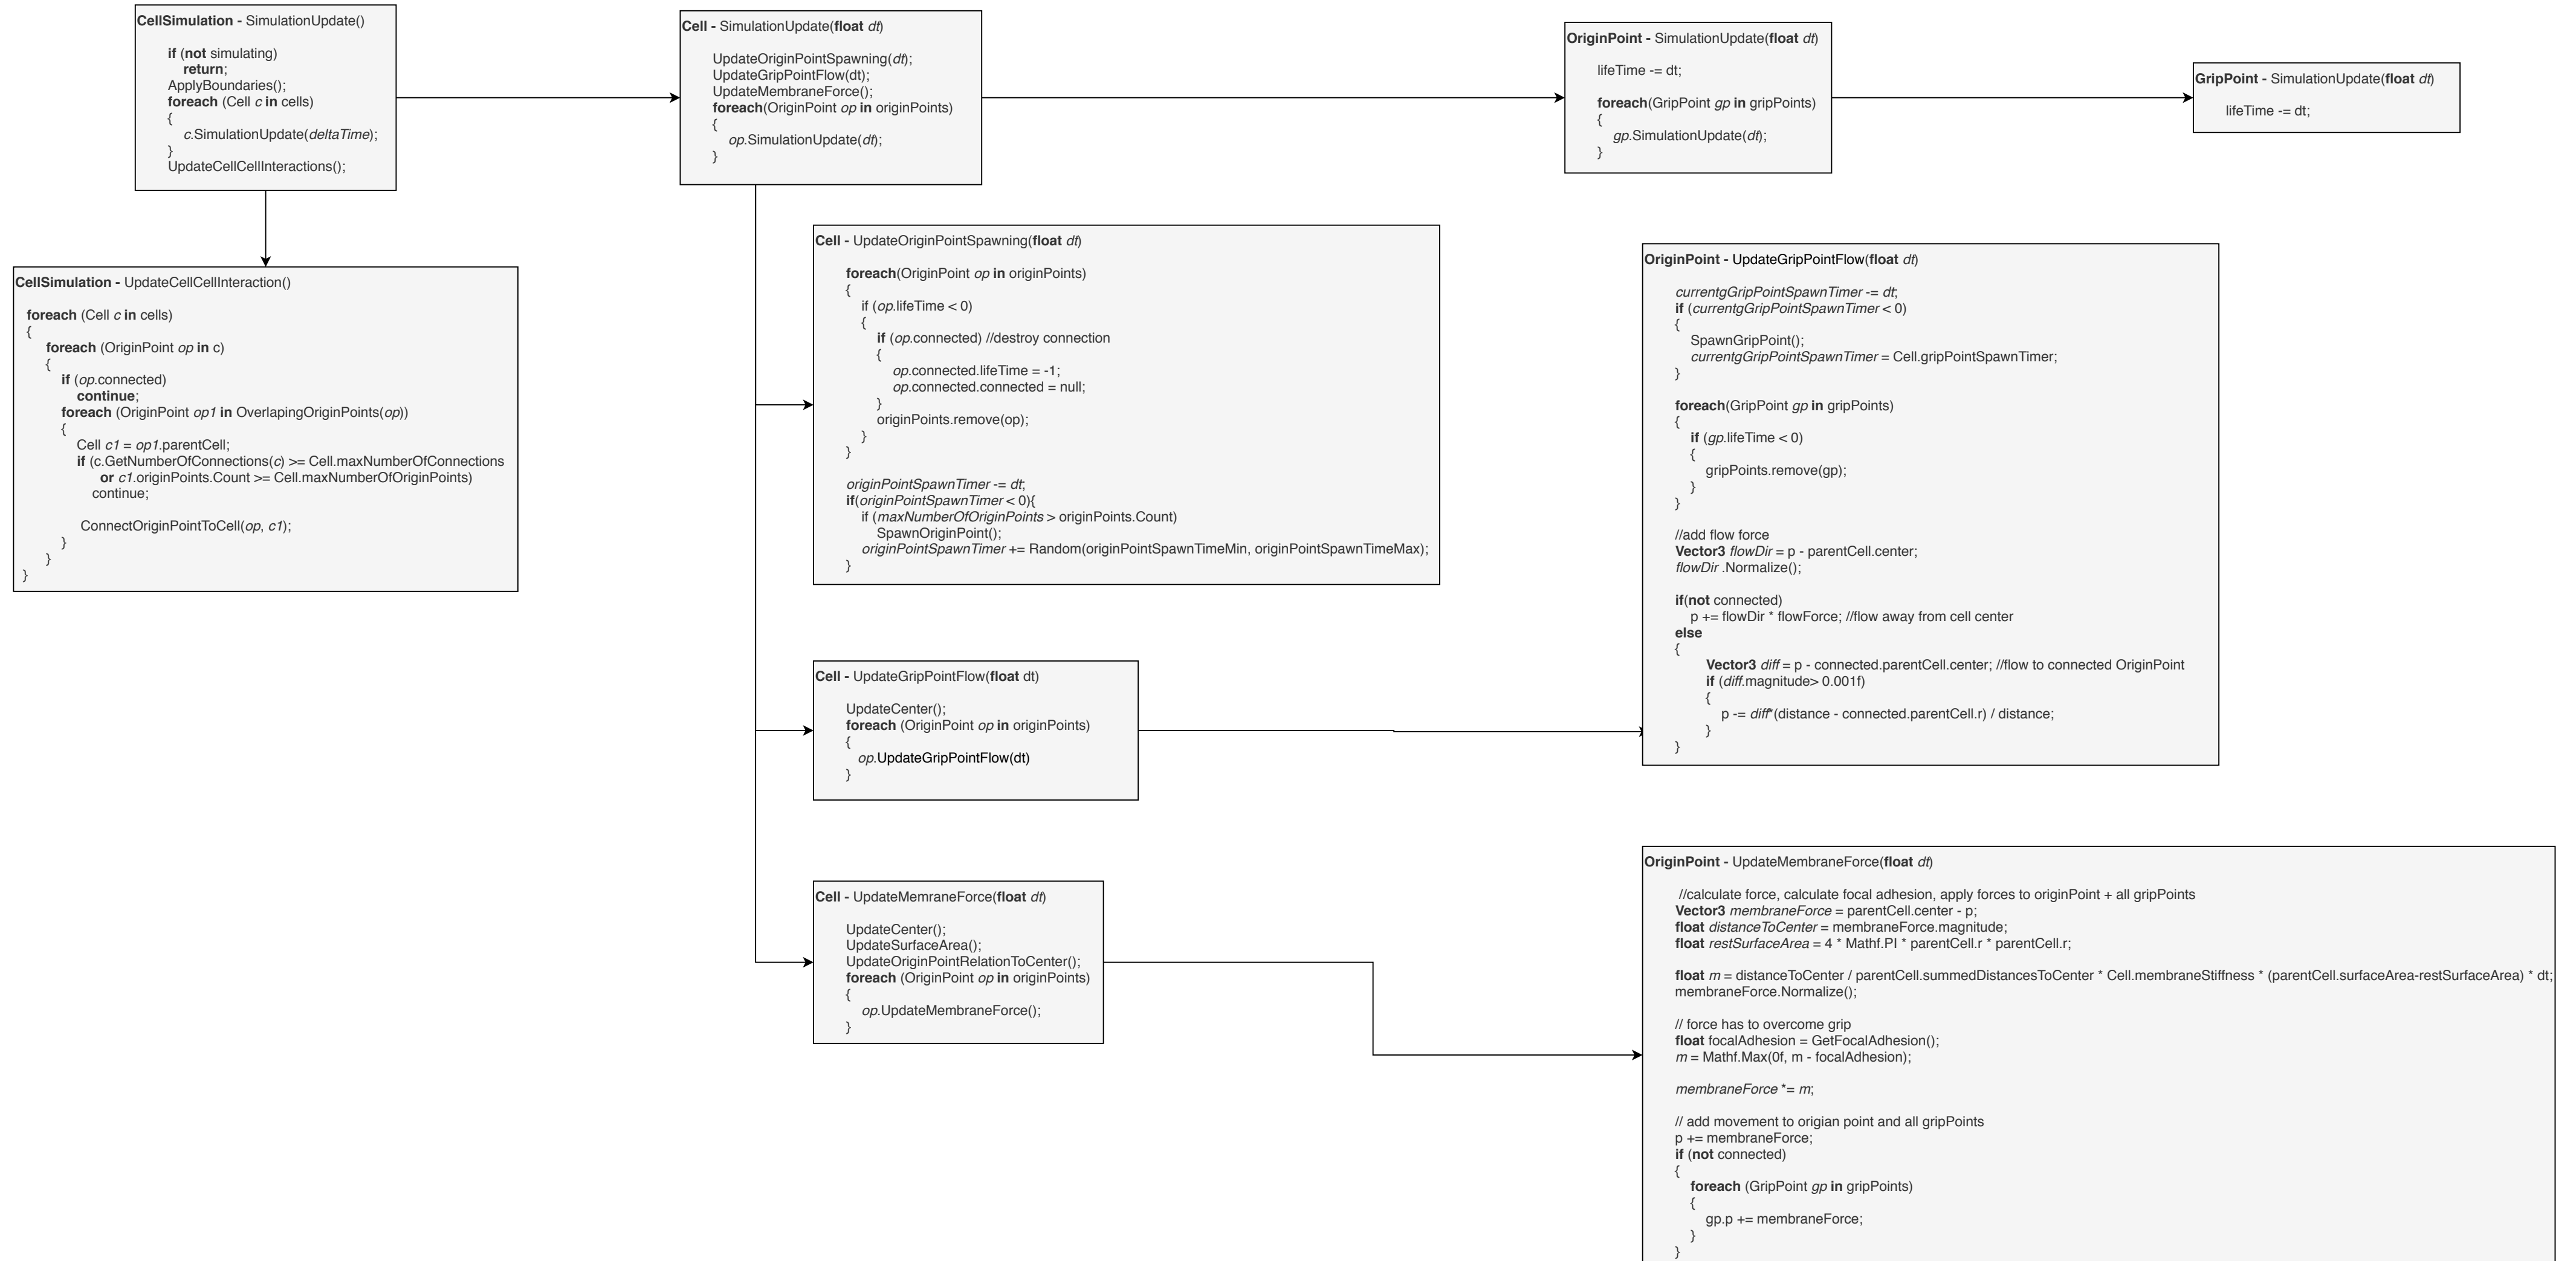 CellSimulation - SimulationUpdate()
if (not simulating)
return;
ApplyBoundaries();
foreach (Cell c in cells)
{
c.SimulationUpdate(deltaTime);
}
UpdateCellCellInteractions();
Cell - SimulationUpdate(float dt)
UpdateOriginPointSpawning(dt);
UpdateGripPointFlow(dt);
UpdateMembraneForce();
foreach(OriginPoint op in originPoints)
{
op.SimulationUpdate(dt);
}
OriginPoint - SimulationUpdate(float dt)
lifeTime -= dt;
foreach(GripPoint gp in gripPoints)
{
gp.SimulationUpdate(dt);
}
GripPoint - SimulationUpdate(float dt)
lifeTime -= dt;
CellSimulation - UpdateCellCellInteraction()
foreach (Cell c in cells)
{
foreach (OriginPoint op in c)
{
if (op.connected)
continue;
foreach (OriginPoint op1 in OverlapingOriginPoints(op))
{
Cell c1 = op1.parentCell;
if (c.GetNumberOfConnections(c) >= Cell.maxNumberOfConnections
or c1.originPoints.Count >= Cell.maxNumberOfOriginPoints)
continue;
ConnectOriginPointToCell(op, c1);
}
}
}
Cell - UpdateOriginPointSpawning(float dt)
foreach(OriginPoint op in originPoints)
{
if (op.lifeTime < 0)
{
if (op.connected) //destroy connection
{
op.connected.lifeTime = -1;
op.connected.connected = null;
}
originPoints.remove(op);
}
}
originPointSpawnTimer -= dt;
if(originPointSpawnTimer < 0){
if (maxNumberOfOriginPoints > originPoints.Count)
SpawnOriginPoint();
originPointSpawnTimer += Random(originPointSpawnTimeMin, originPointSpawnTimeMax);
}
OriginPoint - UpdateGripPointFlow(float dt)
currentgGripPointSpawnTimer -= dt;
if (currentgGripPointSpawnTimer < 0)
{
SpawnGripPoint();
currentgGripPointSpawnTimer = Cell.gripPointSpawnTimer;
}
foreach(GripPoint gp in gripPoints)
{
if (gp.lifeTime < 0)
{
gripPoints.remove(gp);
}
}
//add flow force
Vector3 flowDir = p - parentCell.center;
flowDir .Normalize();
if(not connected)
p += flowDir * flowForce; //flow away from cell center
else
{
Vector3 diff = p - connected.parentCell.center; //flow to connected OriginPoint
if (diff.magnitude> 0.001f)
{
p -= diff*(distance - connected.parentCell.r) / distance;
}
}
Cell - UpdateGripPointFlow(float dt)
UpdateCenter();
foreach (OriginPoint op in originPoints)
{
op.UpdateGripPointFlow(dt)
}
Cell - UpdateMemraneForce(float dt)
UpdateCenter();
UpdateSurfaceArea();
UpdateOriginPointRelationToCenter();
foreach (OriginPoint op in originPoints)
{
op.UpdateMembraneForce();
}
OriginPoint - UpdateMembraneForce(float dt)
//calculate force, calculate focal adhesion, apply forces to originPoint + all gripPoints
Vector3 membraneForce = parentCell.center - p;
float distanceToCenter = membraneForce.magnitude;
float restSurfaceArea = 4 * Mathf.PI * parentCell.r * parentCell.r;
float m = distanceToCenter / parentCell.summedDistancesToCenter * Cell.membraneStiffness * (parentCell.surfaceArea-restSurfaceArea) * dt;
membraneForce.Normalize();
// force has to overcome grip
float focalAdhesion = GetFocalAdhesion();
m = Mathf.Max(0f, m - focalAdhesion);
membraneForce *= m;
// add movement to origian point and all gripPoints
p += membraneForce;
if (not connected)
{
foreach (GripPoint gp in gripPoints)
{
gp.p += membraneForce;
}
}